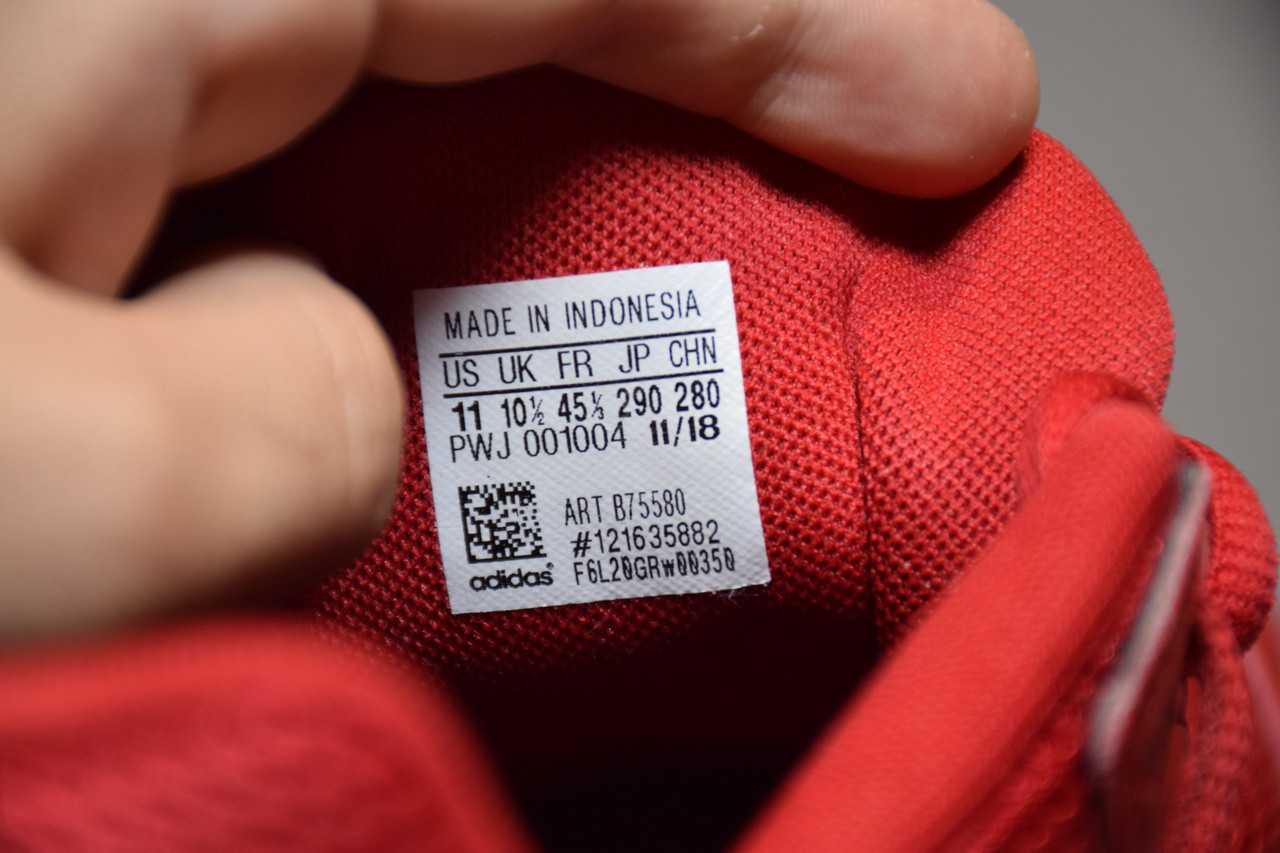 MADE IN INDONESIA
US UK FR JP CHN
11 10½ 45⅓ 290 280
PWJ 001004 11/18
ART B75580
#121635882
adidas® F6L20GRW00350